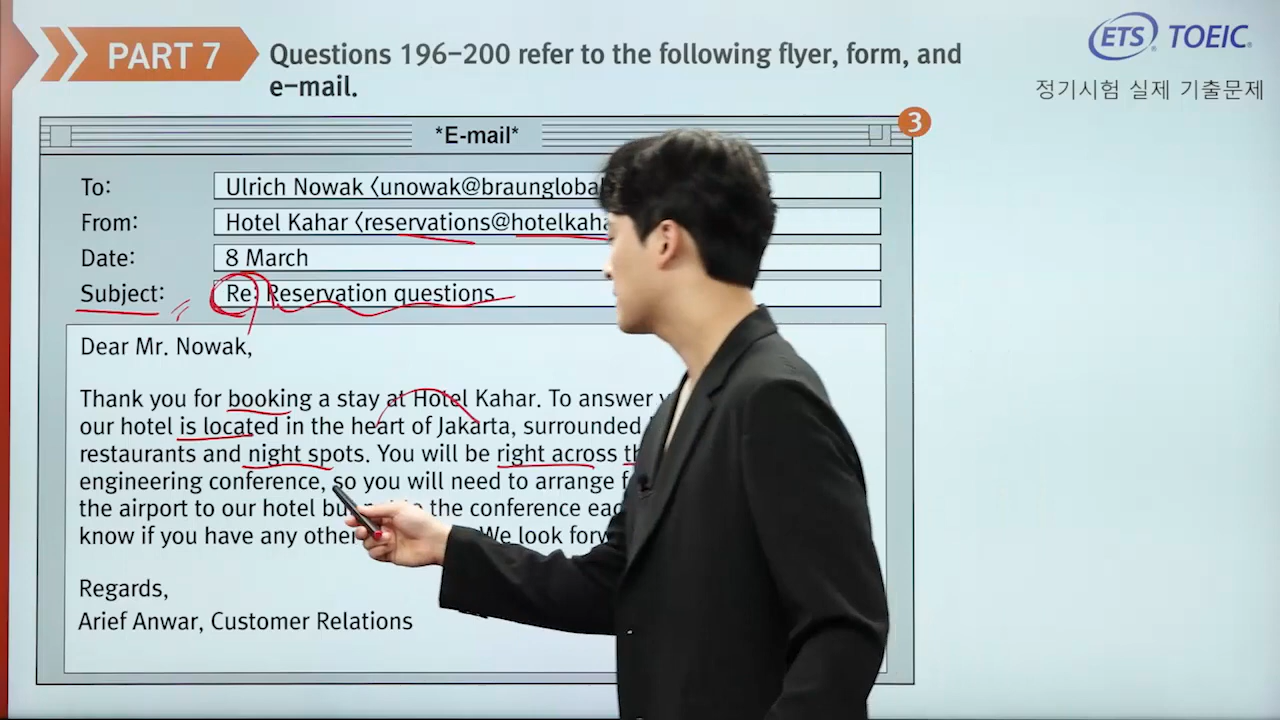 PART 7
Questions 196–200 refer to the following flyer, form, and
e–mail.
ETS® TOEIC®
정기시험 실제 기출문제
*E-mail*
3
To:
Ulrich Nowak <unowak@braunglobal
From:
Hotel Kahar <reservations@hotelkaha
Date:
8 March
Subject:
Re: Reservation questions
Dear Mr. Nowak,
Thank you for booking a stay at Hotel Kahar. To answer
our hotel is located in the heart of Jakarta, surrounded
restaurants and night spots. You will be right across
engineering conference, so you will need to arrange
the airport to our hotel but the conference
know if you have any other We look
Regards,
Arief Anwar, Customer Relations